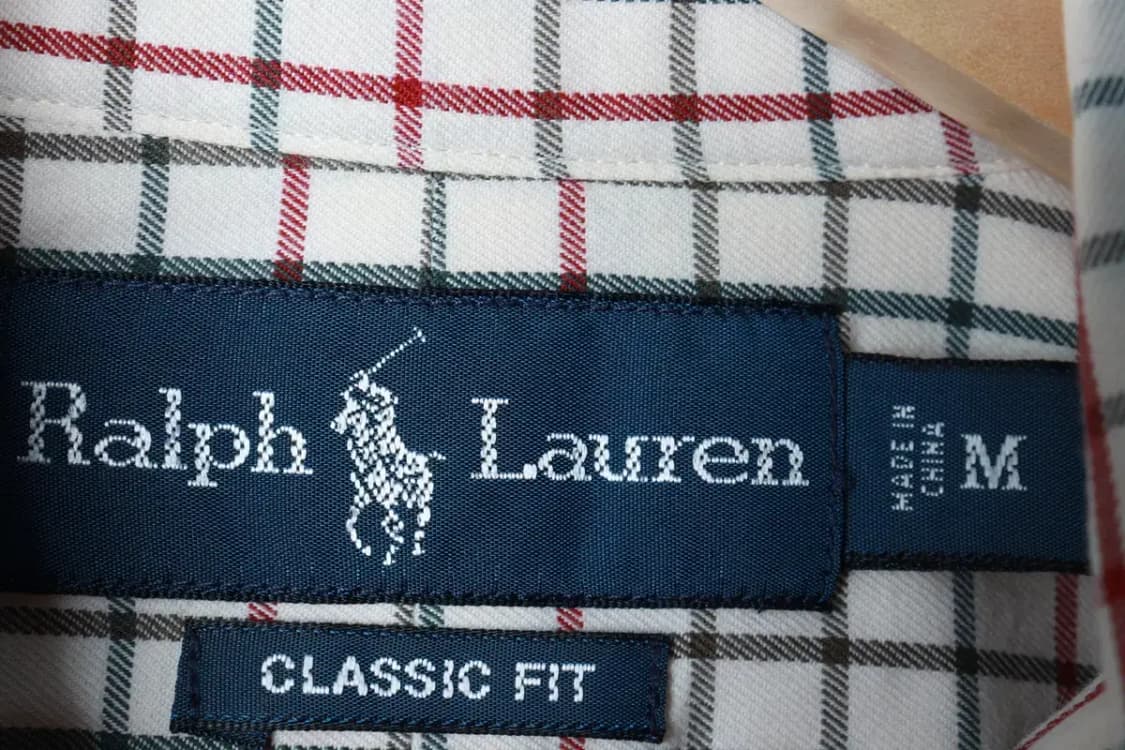 Ralph Lauren
MADE IN
CHINA
M
CLASSIC FIT